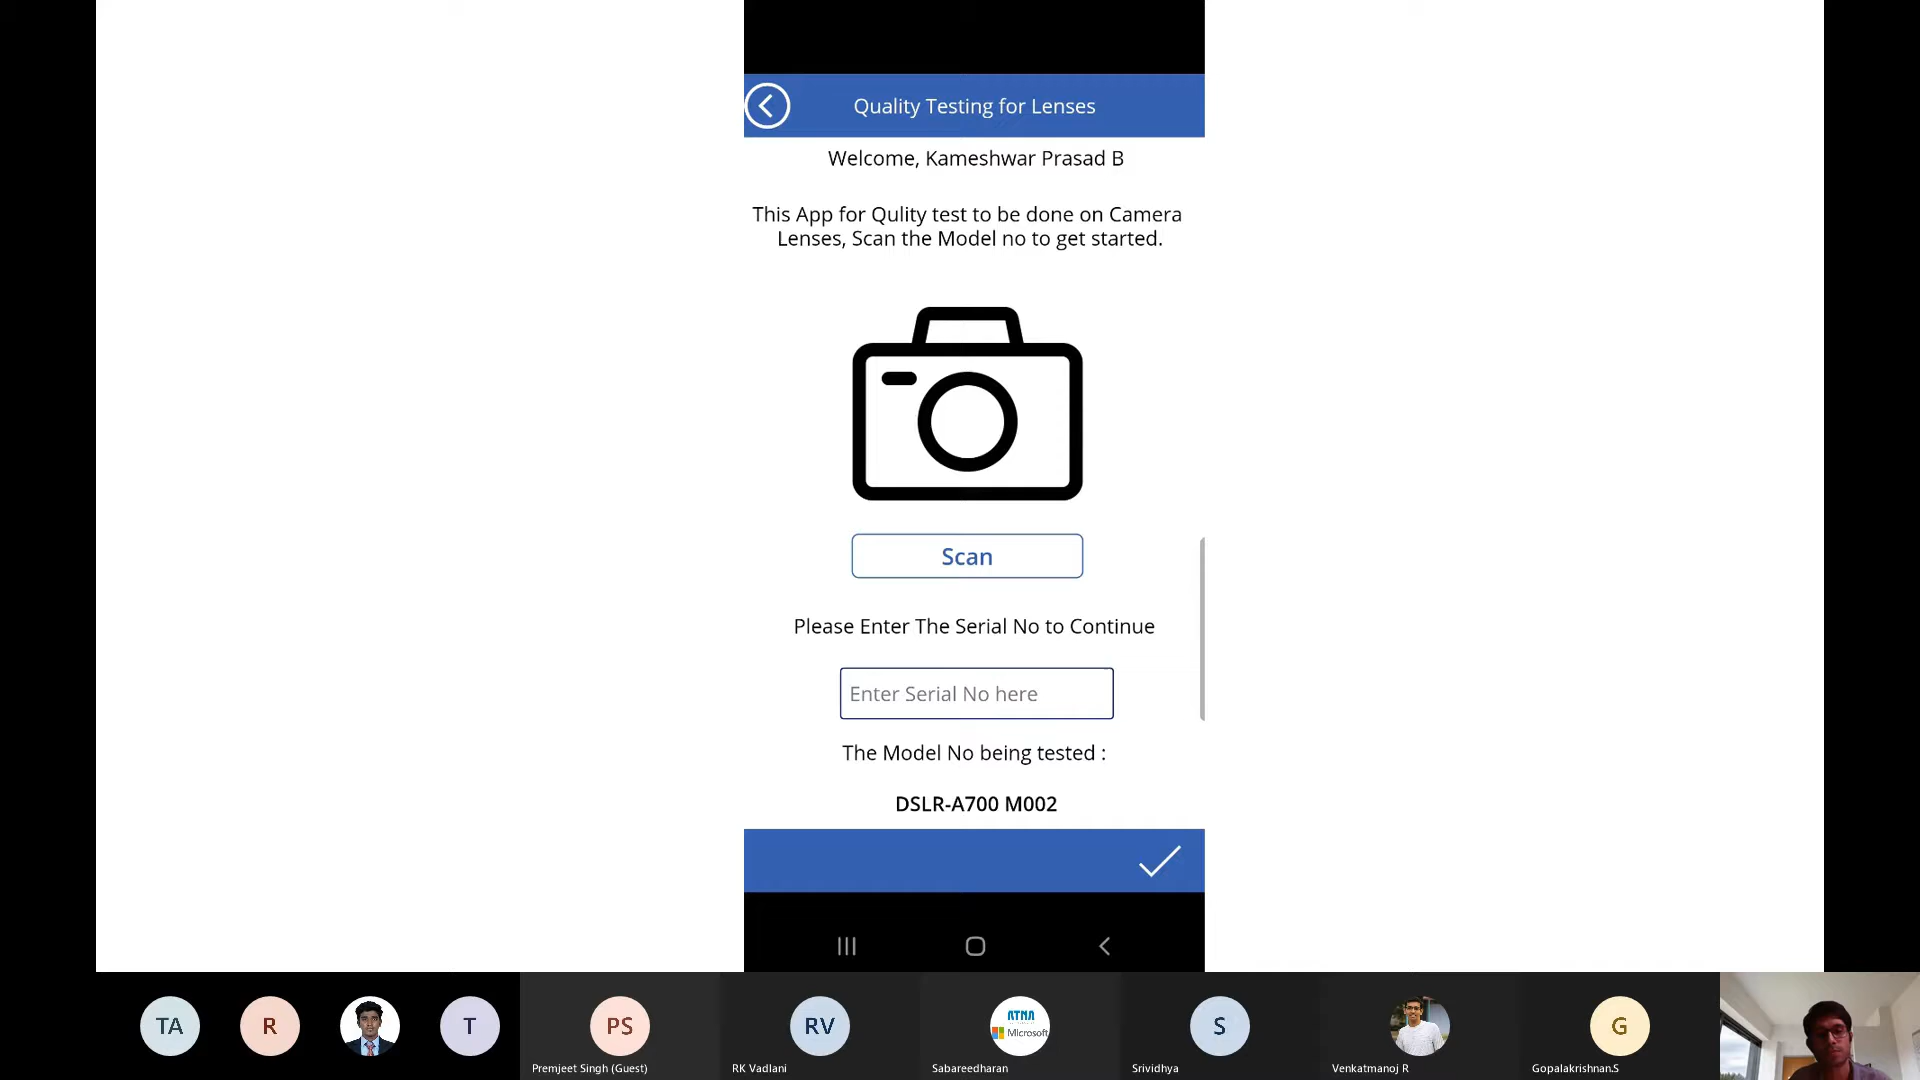 Quality Testing for Lenses
Welcome, Kameshwar Prasad B
This App for Qulity test to be done on Camera
Lenses, Scan the Model no to get started.
Scan
Please Enter The Serial No to Continue
Enter Serial No here
The Model No being tested :
DSLR-A700 M002
TA
R
T
PS
RV
ATNA
Microsoft
S
G
Premjeet Singh (Guest)
RK Vadlani
Sabareedharan
Srividhya
Venkatmanoj R
Gopalakrishnan.S